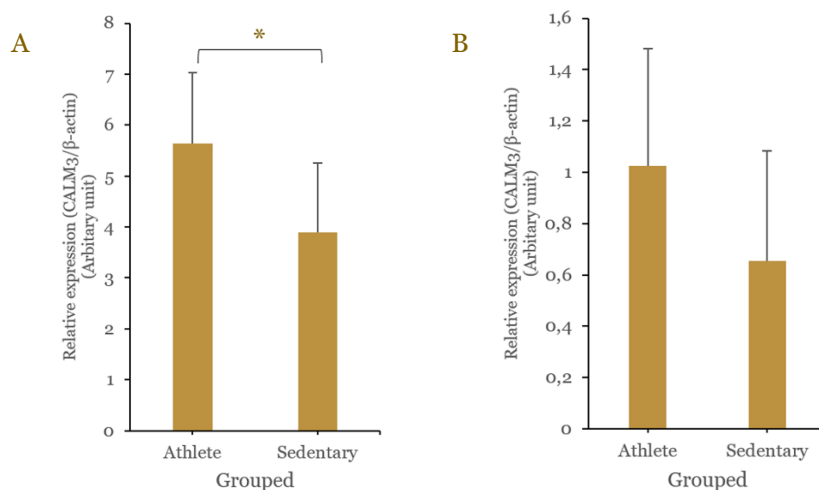 A
Relative expression (CALM3/β-actin)
(Arbitary unit)
8
7
6
5
4
3
2
1
0
*
Athlete
Sedentary
Grouped
B
Relative expression (CALM3/β-actin)
(Arbitary unit)
1,6
1,4
1,2
1
0,8
0,6
0,4
0,2
0
Athlete
Sedentary
Grouped